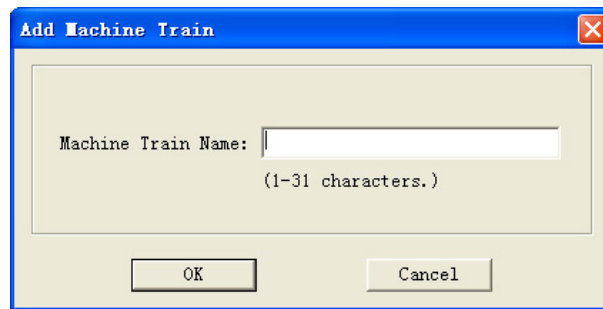 Add Machine Train
Machine Train Name:
(1-31 characters.)
OK
Cancel